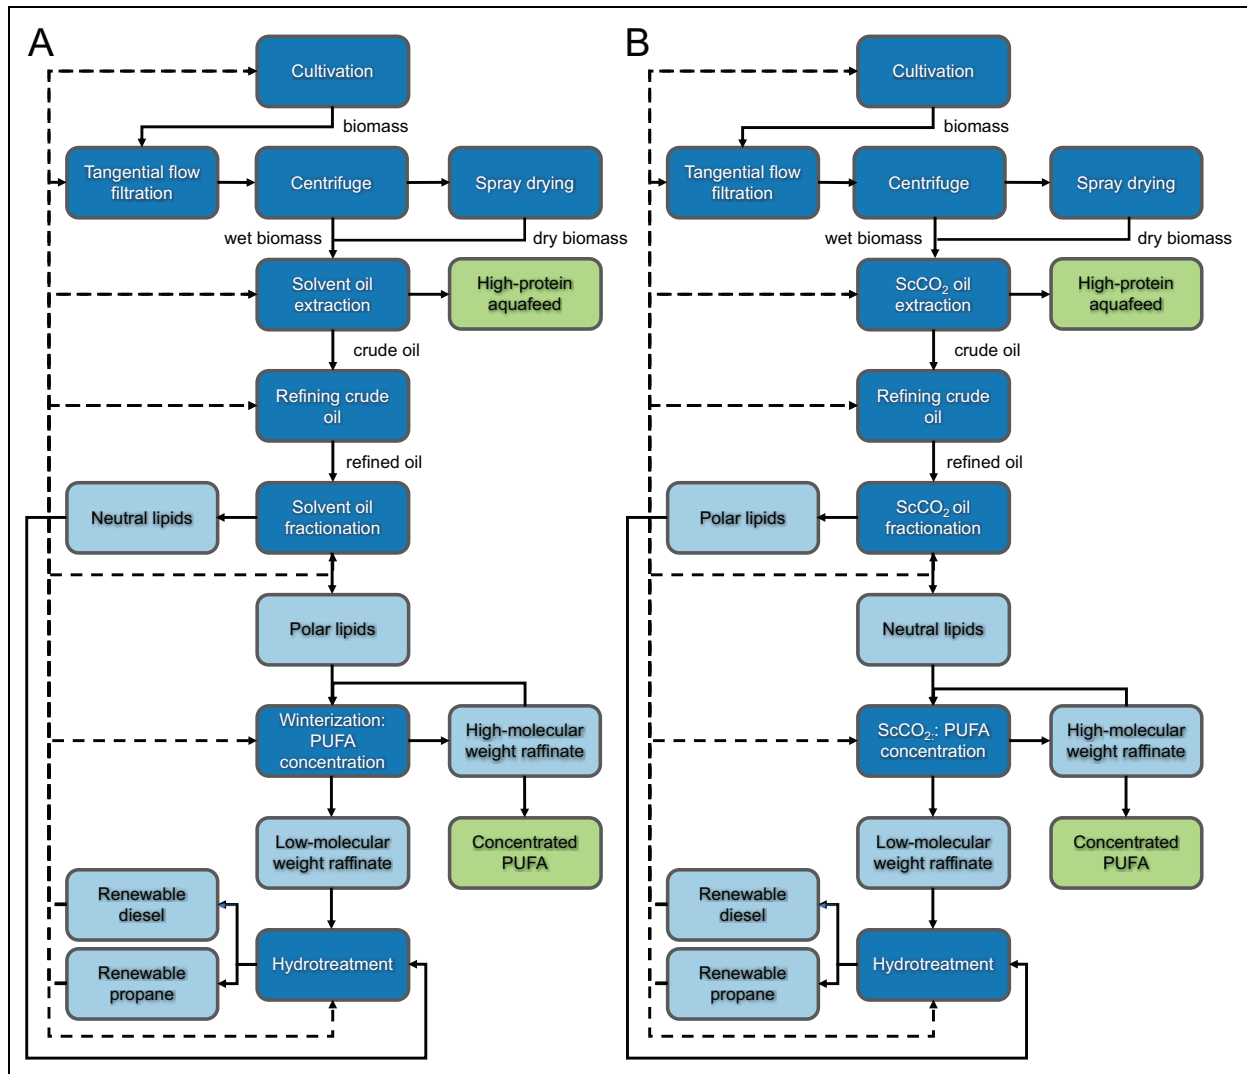 A
Cultivation
biomass
Tangential flow
filtration
Centrifuge
Spray drying
wet biomass
dry biomass
Solvent oil
extraction
High-protein
aquafeed
crude oil
Refining crude
oil
refined oil
Neutral lipids
Solvent oil
fractionation
Polar lipids
Winterization:
PUFA
concentration
High-molecular
weight raffinate
Low-molecular
weight raffinate
Concentrated
PUFA
Renewable
diesel
Renewable
propane
Hydrotreatment
B
Cultivation
biomass
Tangential flow
filtration
Centrifuge
Spray drying
wet biomass
dry biomass
ScCO₂ oil
extraction
High-protein
aquafeed
crude oil
Refining crude
oil
refined oil
Polar lipids
ScCO₂ oil
fractionation
Neutral lipids
ScCO₂:: PUFA
concentration
High-molecular
weight raffinate
Low-molecular
weight raffinate
Concentrated
PUFA
Renewable
diesel
Renewable
propane
Hydrotreatment